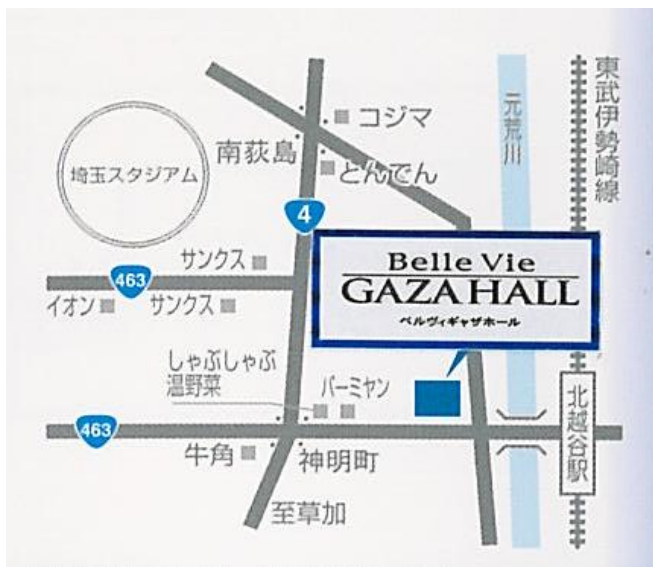 コジマ
南荻島
とんでん
元荒川
東武伊勢崎線
埼玉スタジアム
4
サンクス
463
イオン
サンクス
Belle Vie
GAZA HALL
ベルヴィギャザホール
しゃぶしゃぶ
温野菜
バーミヤン
463
牛角
神明町
北越谷駅
至草加